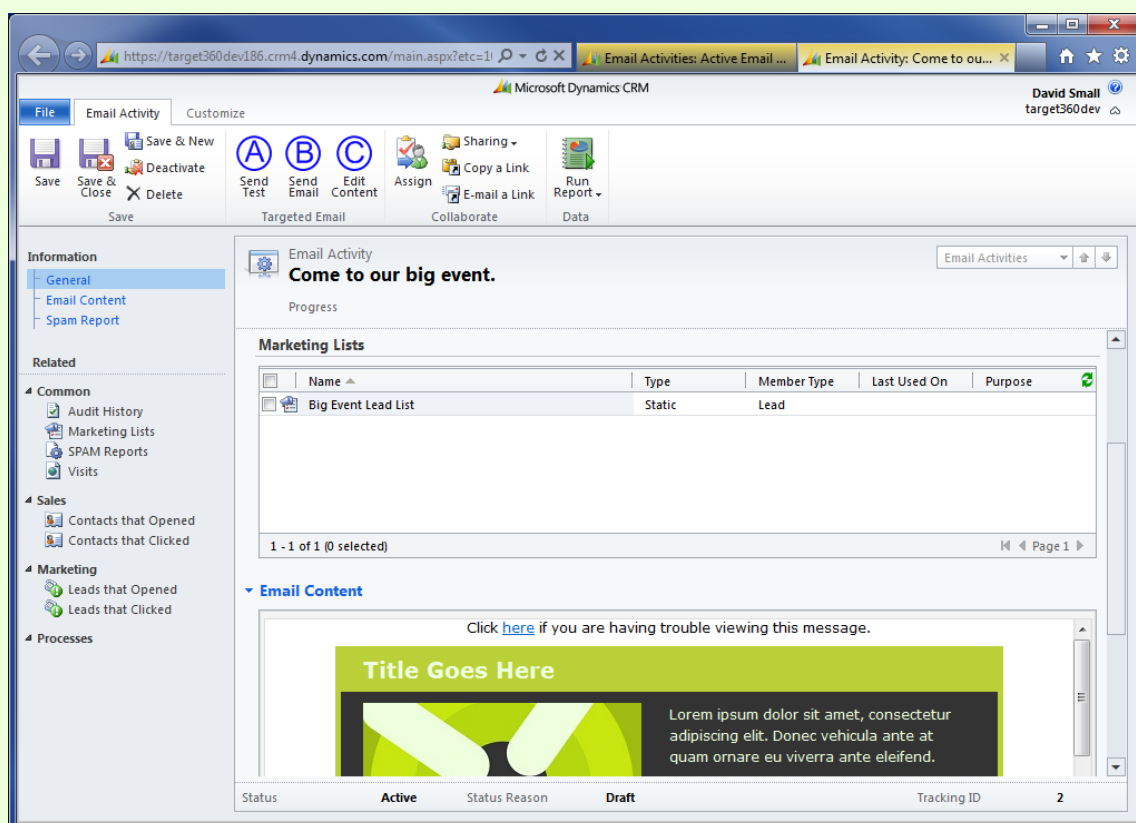 https://target360dev186.crm4.dynamics.com/main.aspx?etc=1
Email Activities: Active Email ...
Email Activity: Come to ou...
Microsoft Dynamics CRM
David Small
target360dev
File
Email Activity
Customize
Save
Save & Close
Save & New
Deactivate
Delete
Save
A
Send Test
B
Send Email
C
Edit Content
Targeted Email
Assign
Sharing
Copy a Link
E-mail a Link
Collaborate
Run Report
Data
Information
General
Email Content
Spam Report
Related
Common
Audit History
Marketing Lists
SPAM Reports
Visits
Sales
Contacts that Opened
Contacts that Clicked
Marketing
Leads that Opened
Leads that Clicked
Processes
Email Activity
Come to our big event.
Progress
Email Activities
Marketing Lists
Name Type Member Type Last Used On Purpose
Big Event Lead List Static Lead
1 - 1 of 1 (0 selected) Page 1
Email Content
Click here if you are having trouble viewing this message.
Title Goes Here
Lorem ipsum dolor sit amet, consectetur
adipiscing elit. Donec vehicula ante at
quam ornare eu viverra ante eleifend.
Status Active Status Reason Draft Tracking ID 2